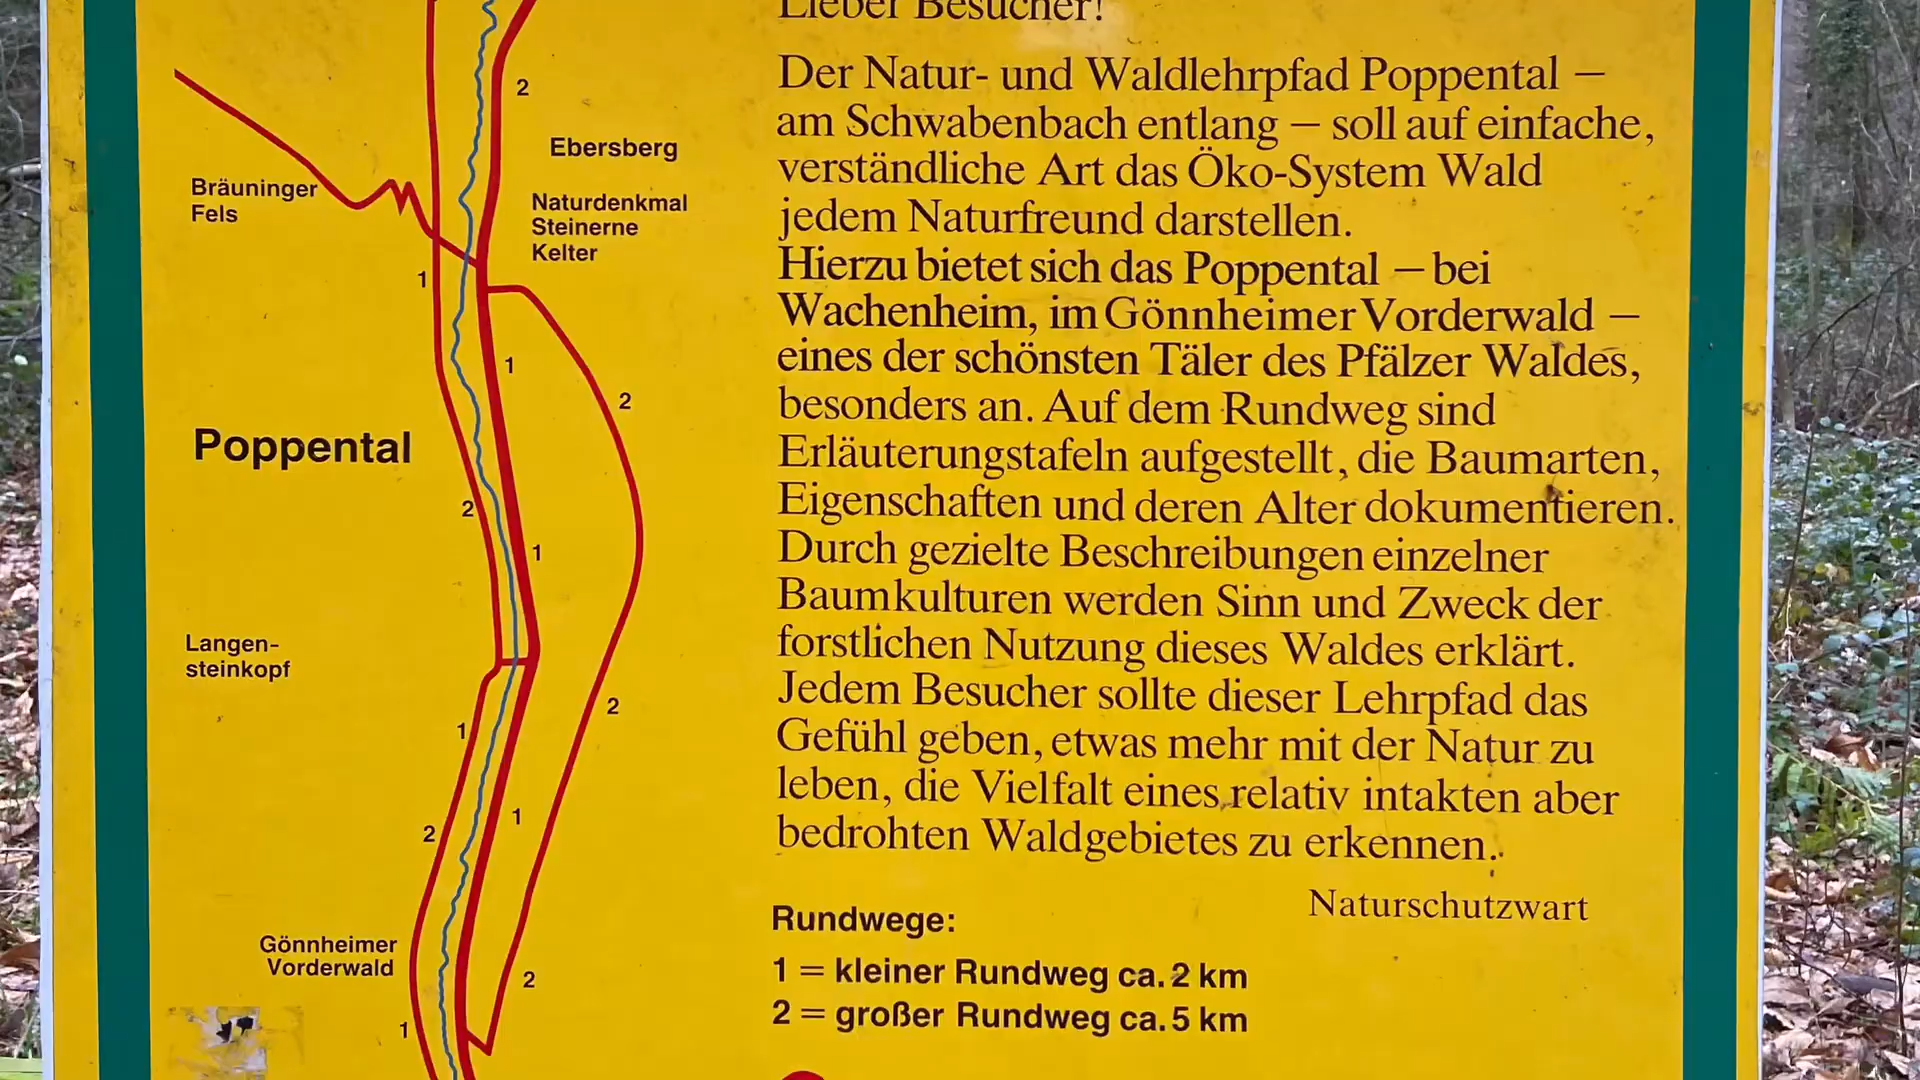 Lieber Besucher!
Der Natur- und Waldlehrpfad Poppental –
am Schwabenbach entlang – soll auf einfache,
verständliche Art das Öko-System Wald
jedem Naturfreund darstellen.
Hierzu bietet sich das Poppental – bei
Wachenheim, im Gönnheimer Vorderwald –
eines der schönsten Täler des Pfälzer Waldes,
besonders an. Auf dem Rundweg sind
Erläuterungstafeln aufgestellt, die Baumarten,
Eigenschaften und deren Alter dokumentieren.
Durch gezielte Beschreibungen einzelner
Baumkulturen werden Sinn und Zweck der
forstlichen Nutzung dieses Waldes erklärt.
Jedem Besucher sollte dieser Lehrpfad das
Gefühl geben, etwas mehr mit der Natur zu
leben, die Vielfalt eines relativ intakten aber
bedrohten Waldgebietes zu erkennen.
Naturschutzwart
Rundwege:
1 = kleiner Rundweg ca. 2 km
2 = großer Rundweg ca. 5 km
2
Ebersberg
Bräuninger
Fels
Naturdenkmal
Steinerne
Kelter
1
1
2
Poppental
2
1
Langen-
steinkopf
2
1
1
2
Gönnheimer
Vorderwald
2
1